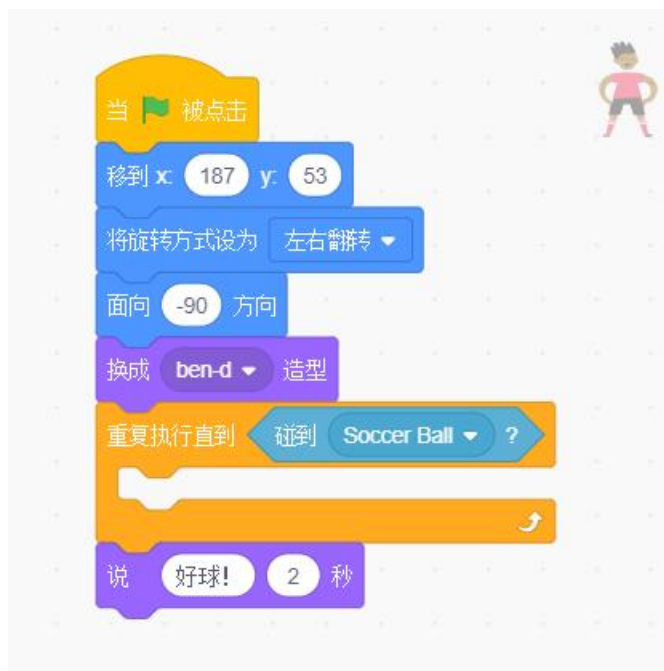 当 被点击
移到 x: 187 y: 53
将旋转方式设为 左右翻转
面向 -90 方向
换成 ben-d 造型
重复执行直到 碰到 Soccer Ball ?
说 好球! 2 秒